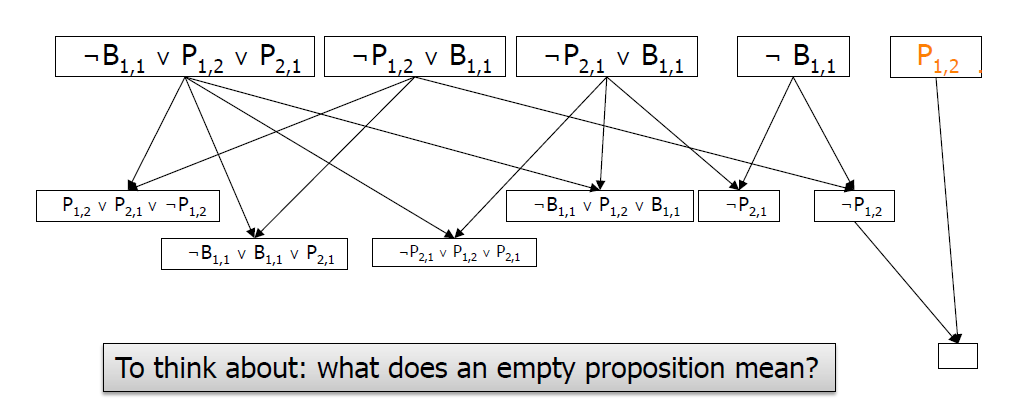 ¬B1,1 ∨ P1,2 ∨ P2,1
¬P1,2 ∨ B1,1
¬P2,1 ∨ B1,1
¬ B1,1
P1,2 .
P1,2 ∨ P2,1 ∨ ¬P1,2
¬B1,1 ∨ P1,2 ∨ B1,1
¬P2,1
¬P1,2
¬B1,1 ∨ B1,1 ∨ P2,1
¬P2,1 ∨ P1,2 ∨ P2,1
To think about: what does an empty proposition mean?